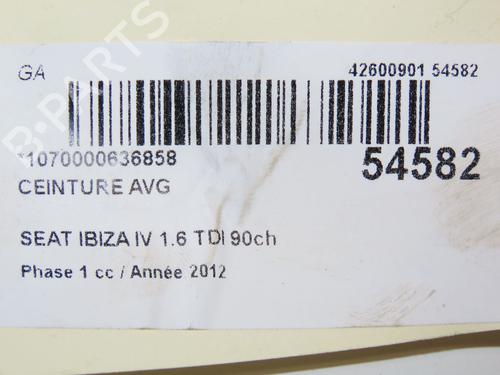 GA
42600901 54582
*1070000636858
54582
CEINTURE AVG
SEAT IBIZA IV 1.6 TDI 90ch
Phase 1 cc / Année 2012
B-PARTS